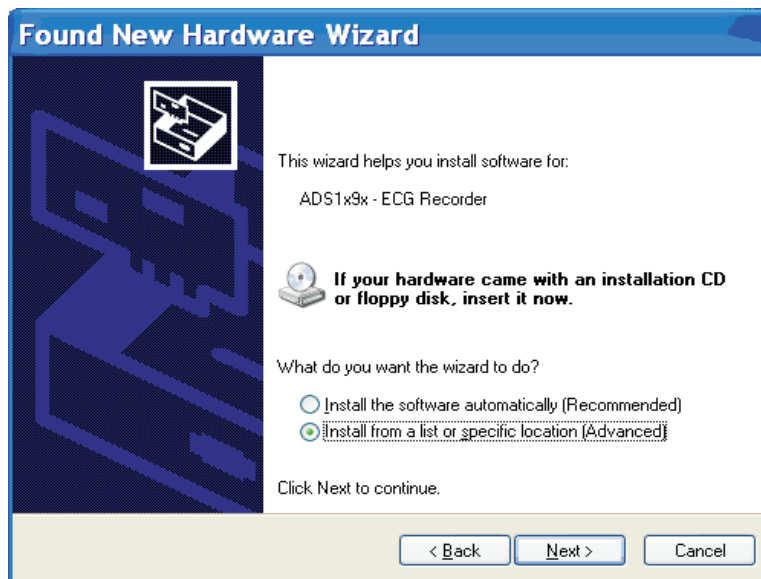 Found New Hardware Wizard
This wizard helps you install software for:
ADS1x9x - ECG Recorder
If your hardware came with an installation CD
or floppy disk, insert it now.
What do you want the wizard to do?
Install the software automatically (Recommended)
Install from a list or specific location (Advanced)
Click Next to continue.
< Back Next > Cancel